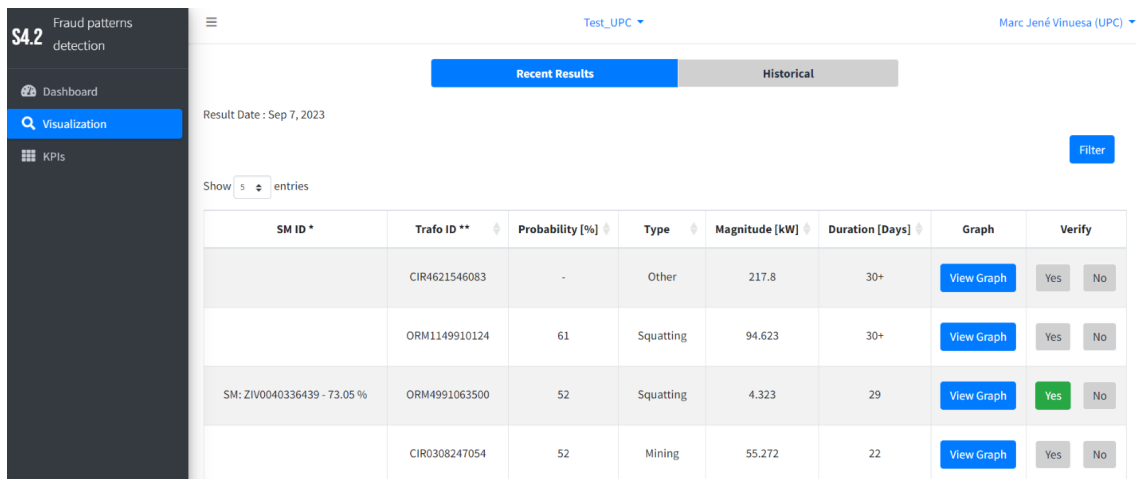 S4.2 Fraud patterns detection
Dashboard
Visualization
KPIs
Test_UPC
Marc Jené Vinuesa (UPC)
Recent Results Historical
Result Date : Sep 7, 2023
Filter
Show 5 entries
SM ID * Trafo ID ** Probability [%] Type Magnitude [kW] Duration [Days] Graph Verify
CIR4621546083 - Other 217.8 30+ View Graph Yes No
ORM1149910124 61 Squatting 94.623 30+ View Graph Yes No
SM: ZIV0040336439 - 73.05 % ORM4991063500 52 Squatting 4.323 29 View Graph Yes No
CIR0308247054 52 Mining 55.272 22 View Graph Yes No